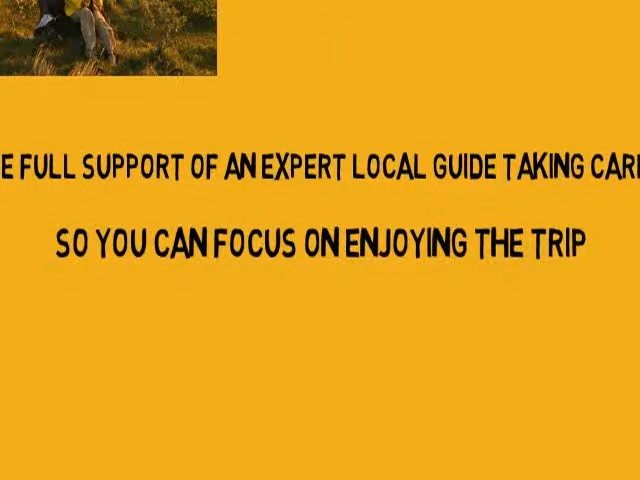 FULL SUPPORT OF AN EXPERT LOCAL GUIDE TAKING
SO YOU CAN FOCUS ON ENJOYING THE TRIP